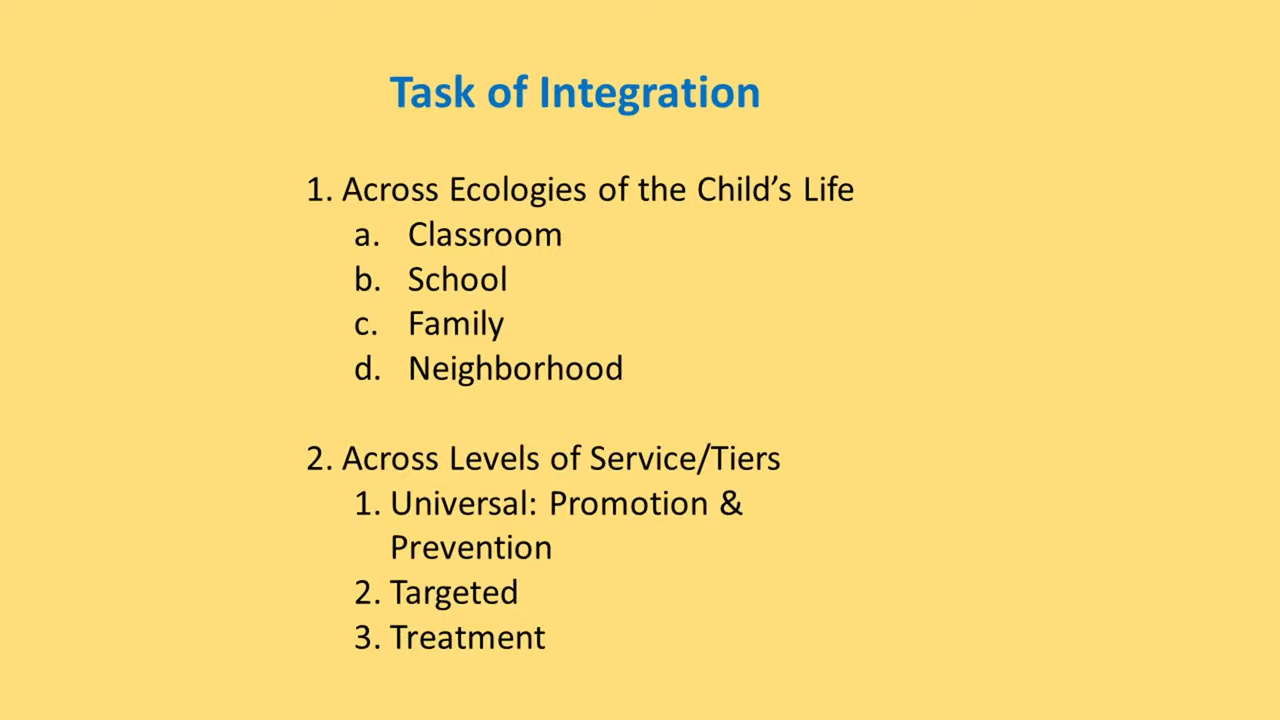 Task of Integration
1. Across Ecologies of the Child’s Life
a. Classroom
b. School
c. Family
d. Neighborhood
2. Across Levels of Service/Tiers
1. Universal: Promotion &
Prevention
2. Targeted
3. Treatment